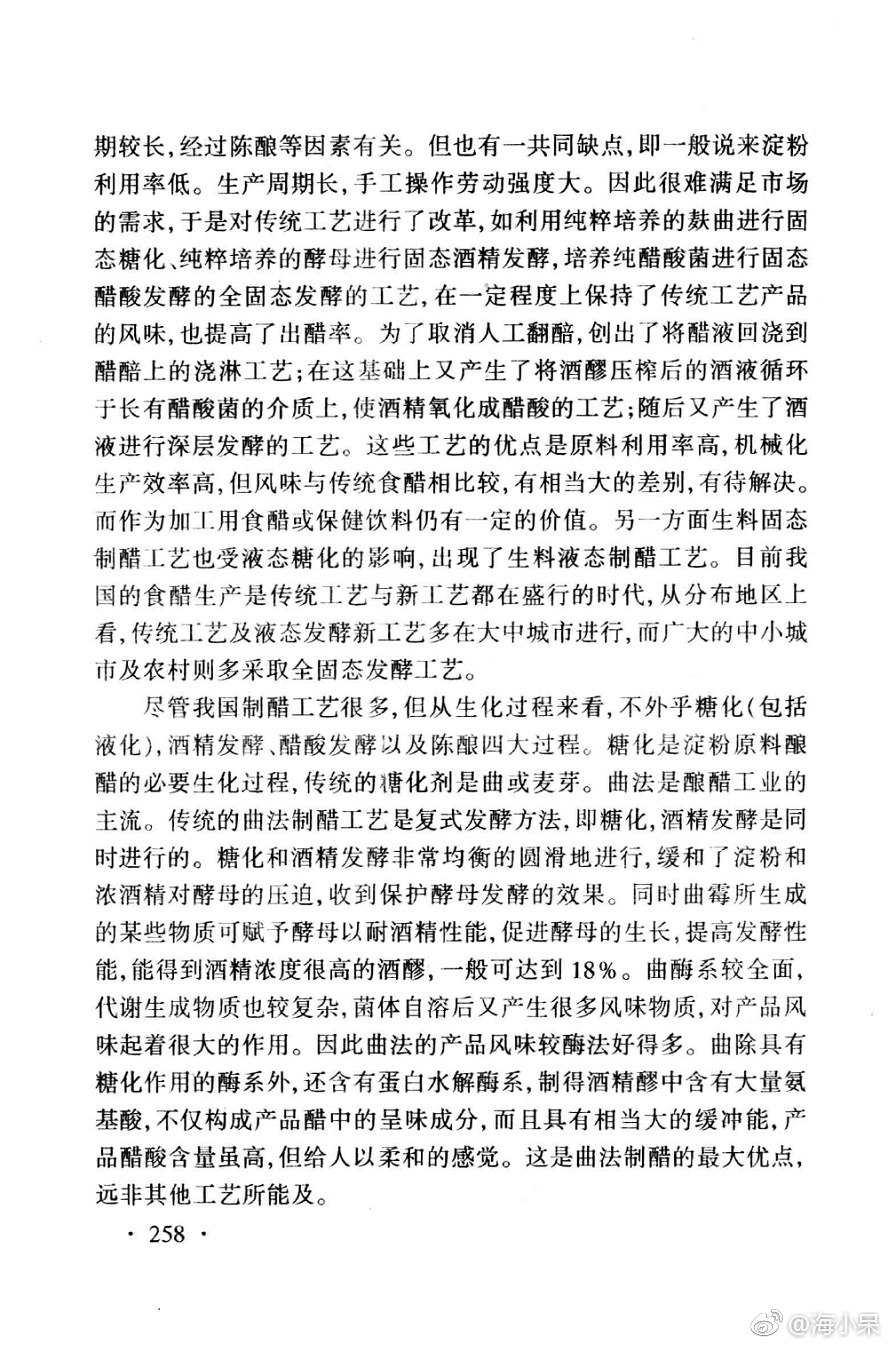 期较长,经过陈酿等因素有关。但也有一共同缺点,即一般说来淀粉
利用率低。生产周期长,手工操作劳动强度大。因此很难满足市场
的需求,于是对传统工艺进行了改革,如利用纯粹培养的麸曲进行固
态糖化、纯粹培养的酵母进行固态酒精发酵,培养纯醋酸菌进行固态
醋酸发酵的全固态发酵的工艺,在一定程度上保持了传统工艺产品
的风味,也提高了出醋率。为了取消人工翻醅,创出了将醋液回浇到
醋醅上的浇淋工艺;在这基础上又产生了将酒醪压榨后的酒液循环
于长有醋酸菌的介质上,使酒精氧化成醋酸的工艺;随后又产生了酒
液进行深层发酵的工艺。这些工艺的优点是原料利用率高,机械化
生产效率高,但风味与传统食醋相比较,有相当大的差别,有待解决。
而作为加工用食醋或保健饮料仍有一定的价值。另一方面生料固态
制醋工艺也受液态糖化的影响,出现了生料液态制醋工艺。目前我
国的食醋生产是传统工艺与新工艺都在盛行的时代,从分布地区上
看,传统工艺及液态发酵新工艺多在大中城市进行,而广大的中小城
市及农村则多采取全固态发酵工艺。
尽管我国制醋工艺很多,但从生化过程来看,不外乎糖化(包括
液化),酒精发酵、醋酸发酵以及陈酿四大过程。糖化是淀粉原料酿
醋的必要生化过程,传统的糖化剂是曲或麦芽。曲法是酿醋工业的
主流。传统的曲法制醋工艺是复式发酵方法,即糖化,酒精发酵是同
时进行的。糖化和酒精发酵非常均衡的圆滑地进行,缓和了淀粉和
浓酒精对酵母的压迫,收到保护酵母发酵的效果。同时曲霉所生成
的某些物质可赋予酵母以耐酒精性能,促进酵母的生长,提高发酵性
能,能得到酒精浓度很高的酒醪,一般可达到18%。曲酶系较全面,
代谢生成物质也较复杂,菌体自溶后又产生很多风味物质,对产品风
味起着很大的作用。因此曲法的产品风味较酶法好得多。曲除具有
糖化作用的酶系外,还含有蛋白水解酶系,制得酒精醪中含有大量氨
基酸,不仅构成产品醋中的呈味成分,而且具有相当大的缓冲能,产
品醋酸含量虽高,但给人以柔和的感觉。这是曲法制醋的最大优点,
远非其他工艺所能及。
· 258 ·
@海小呆